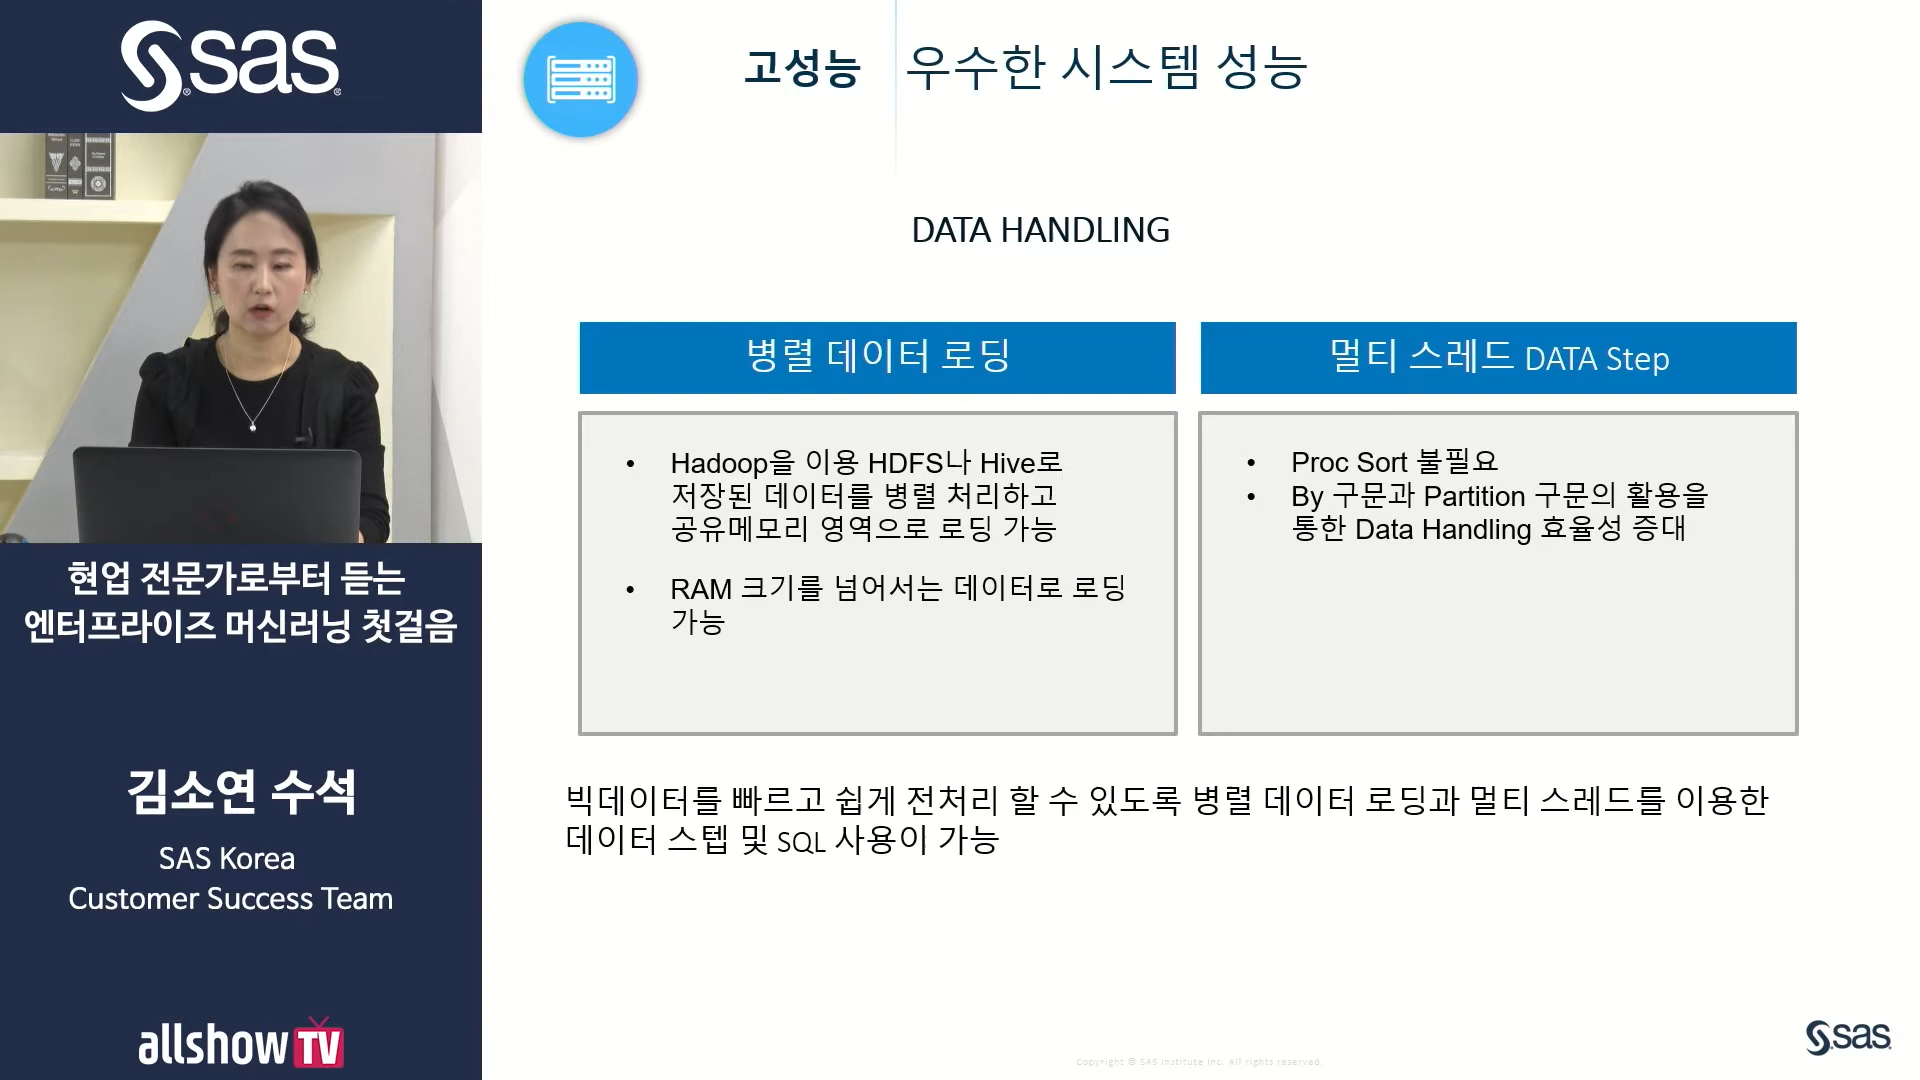 sas
현업 전문가로부터 듣는
엔터프라이즈 머신러닝 첫걸음
김소연 수석
SAS Korea
Customer Success Team
allshow TV
고성능
우수한 시스템 성능
DATA HANDLING
병렬 데이터 로딩
• Hadoop을 이용 HDFS나 Hive로
저장된 데이터를 병렬 처리하고
공유메모리 영역으로 로딩 가능
• RAM 크기를 넘어서는 데이터로 로딩
가능
멀티 스레드 DATA Step
• Proc Sort 불필요
• By 구문과 Partition 구문의 활용을
통한 Data Handling 효율성 증대
빅데이터를 빠르고 쉽게 전처리 할 수 있도록 병렬 데이터 로딩과 멀티 스레드를 이용한
데이터 스텝 및 SQL 사용이 가능
Copyright © SAS Institute Inc. All rights reserved.
sas